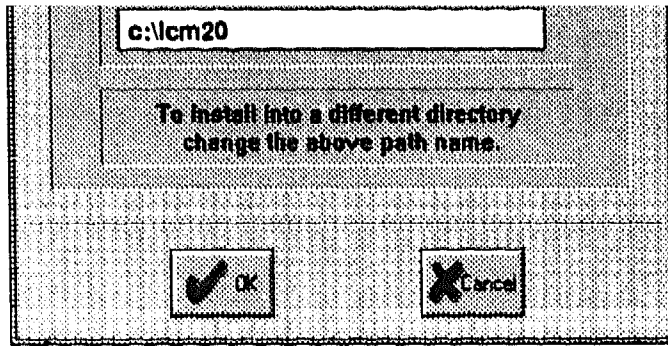 c:\lcm20
To install into a different directory
change the above path name.
OK
Cancel